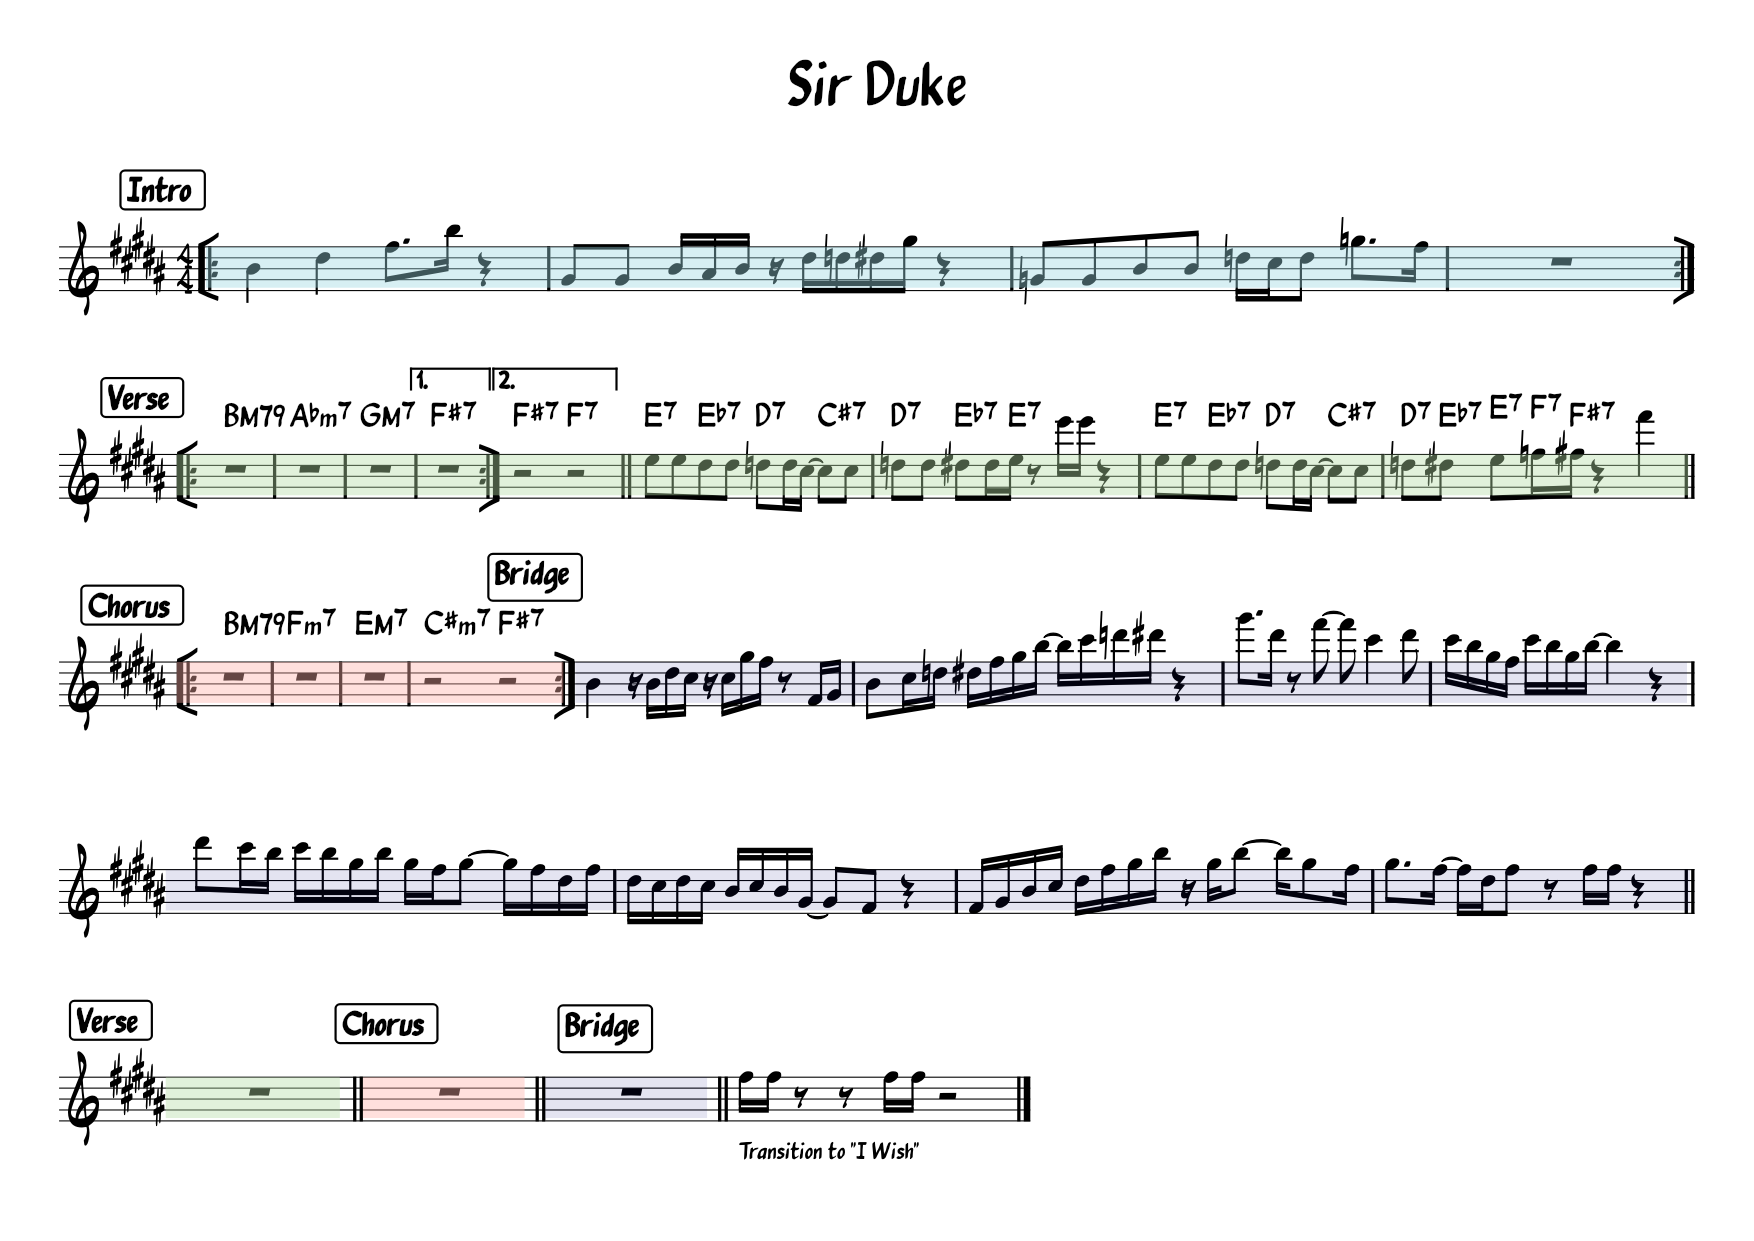 Sir Duke
Intro
4
4
Verse
1. 2.
BM79 A♭m7 GM7 F#7 F#7 F7 E7 E♭7 D7 C#7 D7 E♭7 E7 E7 E♭7 D7 C#7 D7 E♭7 E7 F7 F#7
Bridge
Chorus
BM79 Fm7 EM7 C#m7 F#7
Verse Chorus Bridge
Transition to "I Wish"